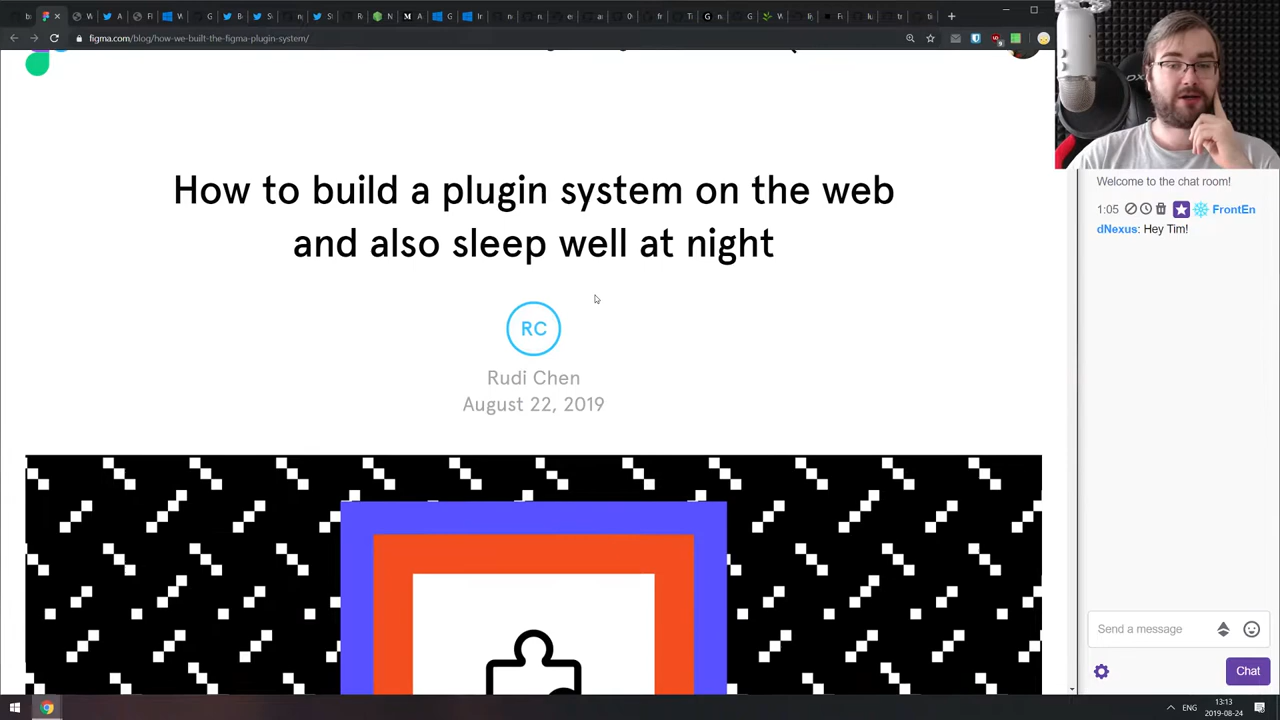 figma.com/blog/how-we-built-the-figma-plugin-system/
How to build a plugin system on the web
and also sleep well at night
RC
Rudi Chen
August 22, 2019
Welcome to the chat room!
1:05 FrontEn
dNexus: Hey Tim!
Send a message
Chat
ENG
13:13
2019-08-24